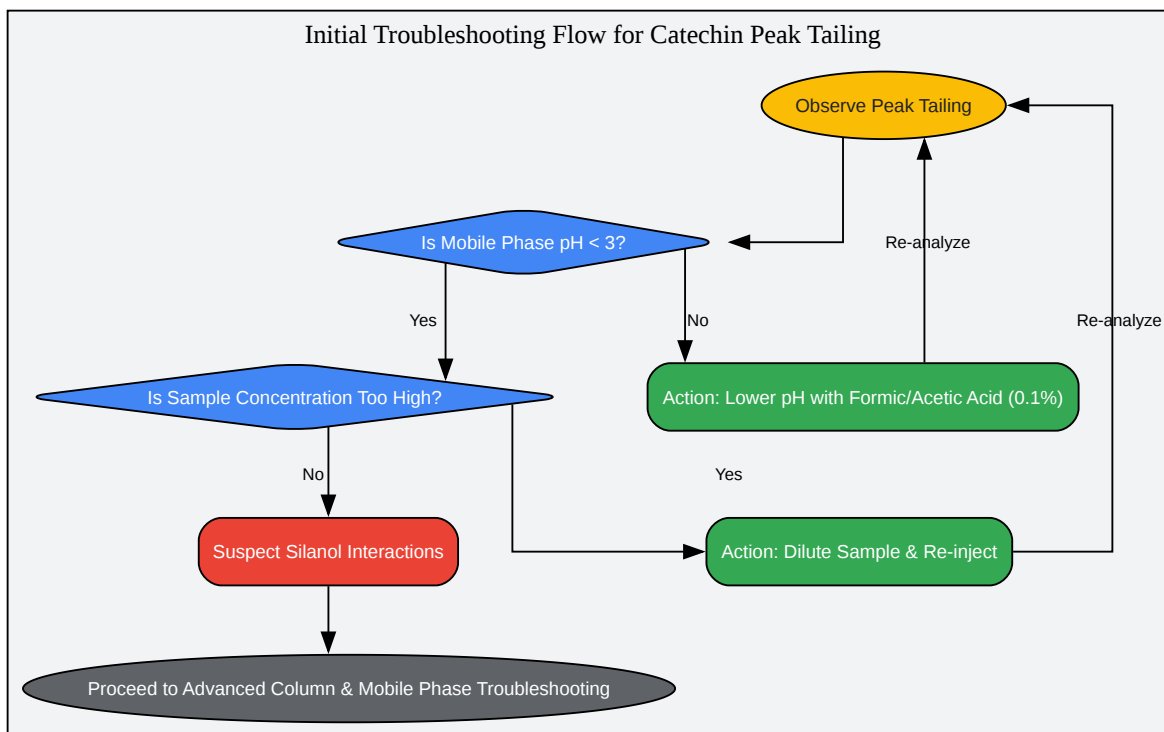 Initial Troubleshooting Flow for Catechin Peak Tailing
Observe Peak Tailing
Is Mobile Phase pH < 3?
Re-analyze
Yes
No
Re-analyze
Is Sample Concentration Too High?
Action: Lower pH with Formic/Acetic Acid (0.1%)
No
Yes
Suspect Silanol Interactions
Action: Dilute Sample & Re-inject
Proceed to Advanced Column & Mobile Phase Troubleshooting